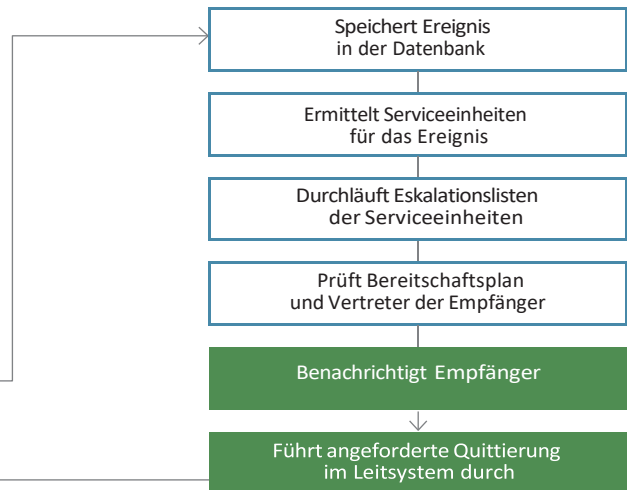 Speichert Ereignis
in der Datenbank
Ermittelt Serviceeinheiten
für das Ereignis
Durchläuft Eskalationslisten
der Serviceeinheiten
Prüft Bereitschaftsplan
und Vertreter der Empfänger
Benachrichtigt Empfänger
Führt angeforderte Quittierung
im Leitsystem durch